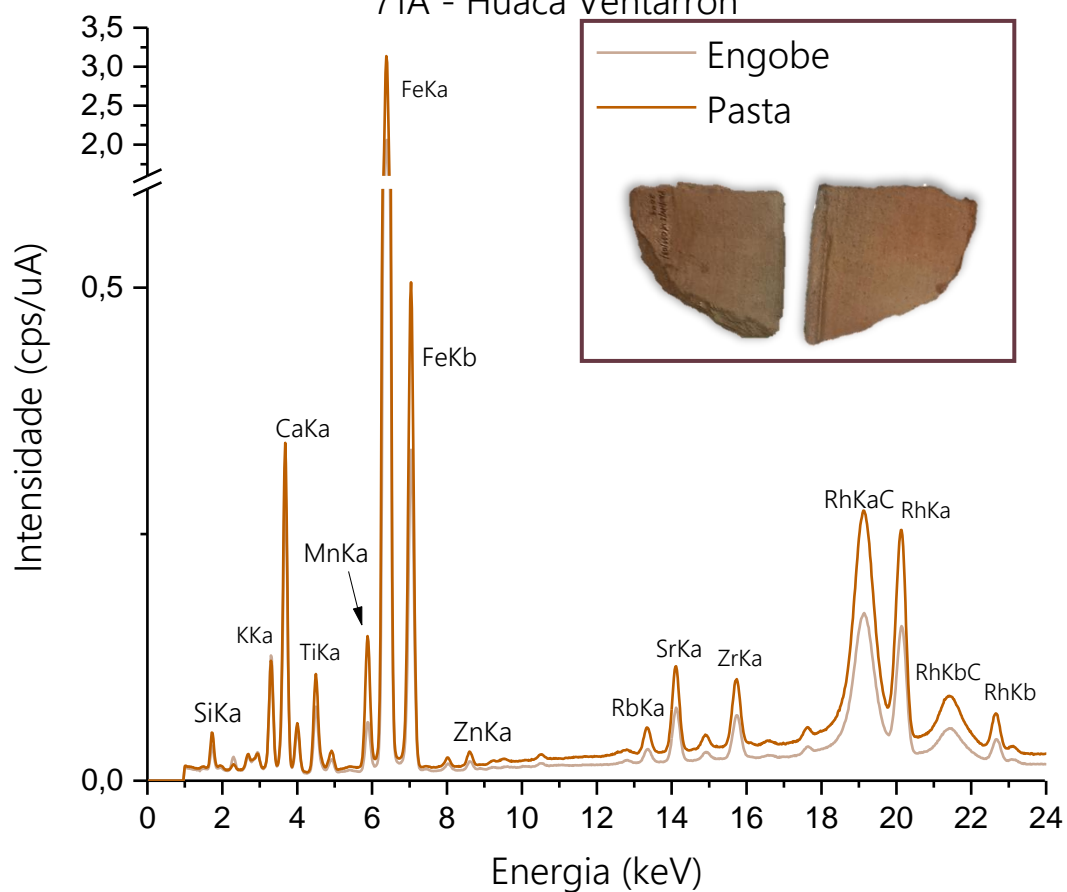 71A - Huaca Ventarrón
Engobe
Pasta
3,5
3,0
2,5
2,0
0,5
0,0
Intensidade (cps/uA)
FeKa
FeKb
CaKa
MnKa
KKa
TiKa
SiKa
ZnKa
RbKa
SrKa
ZrKa
RhKaC
RhKa
RhKbC
RhKb
0 2 4 6 8 10 12 14 16 18 20 22 24
Energia (keV)